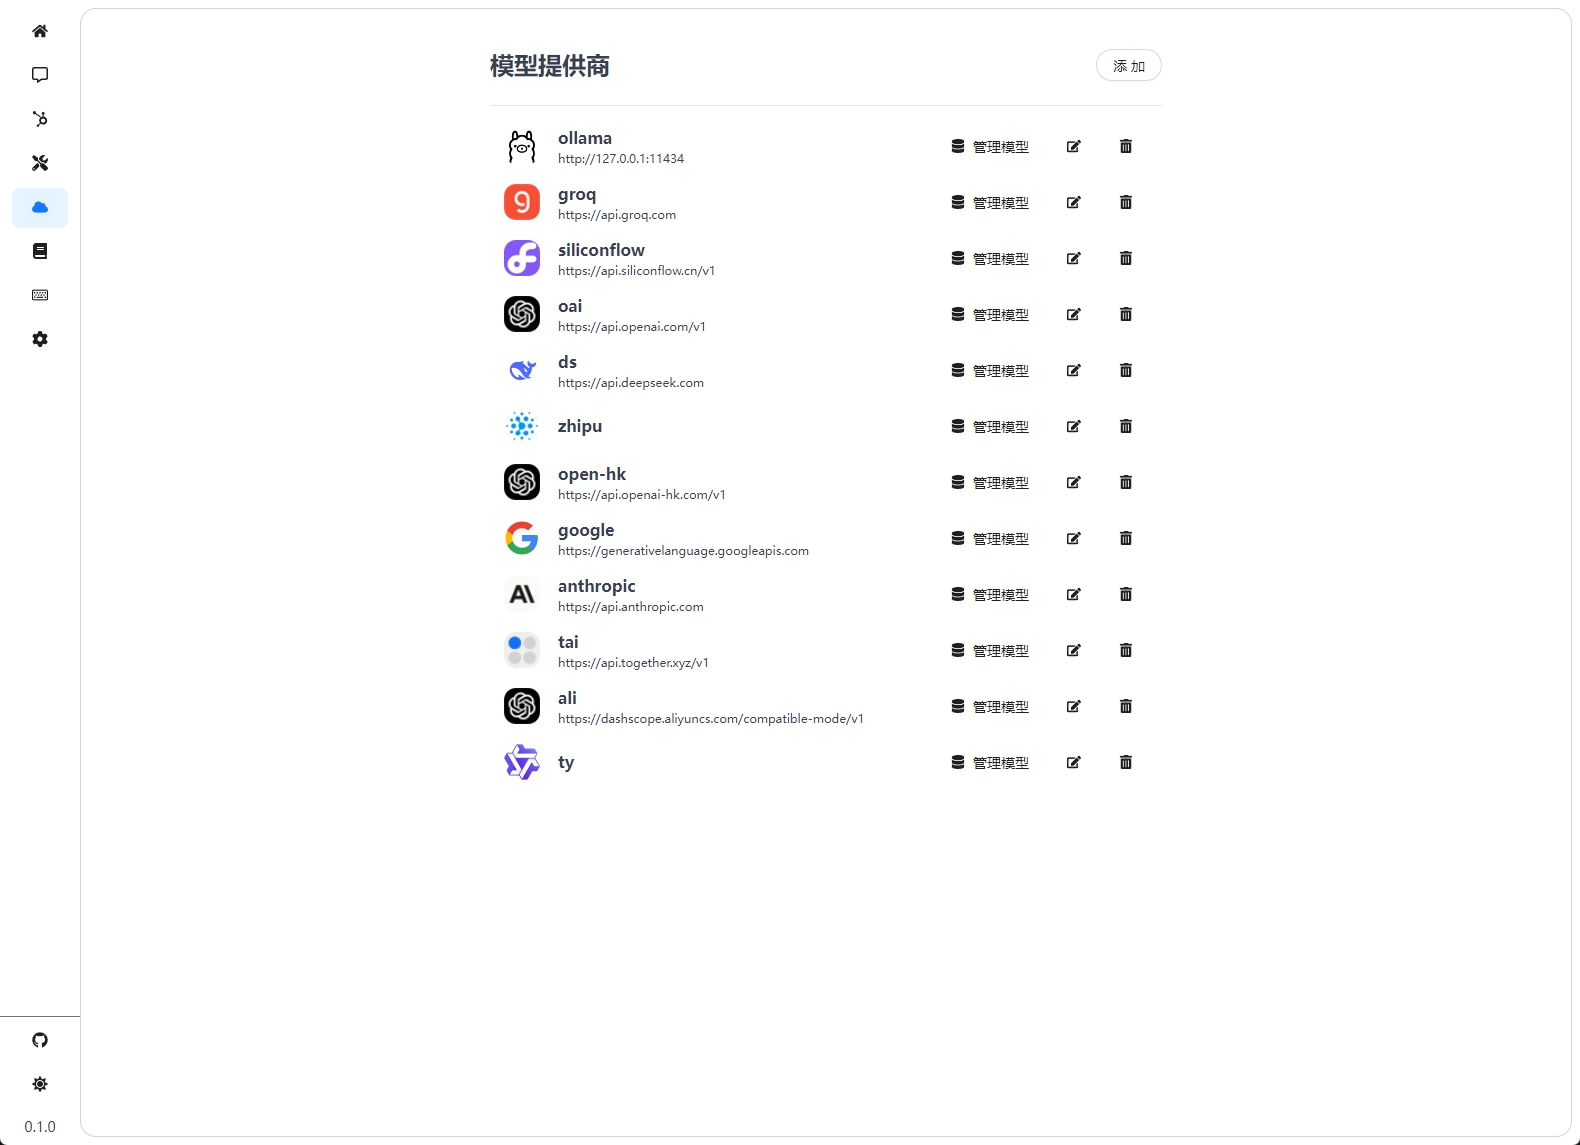 模型提供商
添 加
ollama
http://127.0.0.1:11434
管理模型
groq
https://api.groq.com
管理模型
siliconflow
https://api.siliconflow.cn/v1
管理模型
oai
https://api.openai.com/v1
管理模型
ds
https://api.deepseek.com
管理模型
zhipu
管理模型
open-hk
https://api.openai-hk.com/v1
管理模型
google
https://generativelanguage.googleapis.com
管理模型
anthropic
https://api.anthropic.com
管理模型
tai
https://api.together.xyz/v1
管理模型
ali
https://dashscope.aliyuncs.com/compatible-mode/v1
管理模型
ty
管理模型
0.1.0